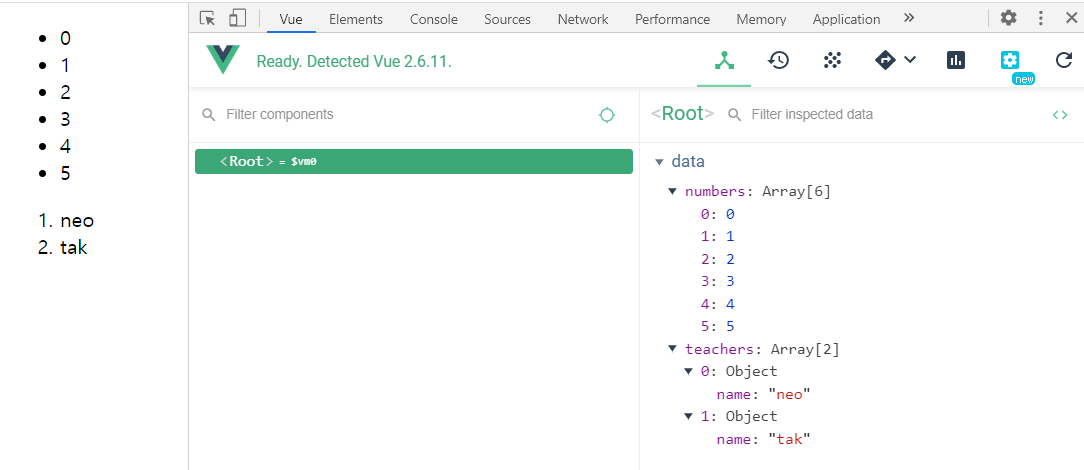 0
1
2
3
4
5
1. neo
2. tak
Vue Elements Console Sources Network Performance Memory Application »
Ready. Detected Vue 2.6.11.
new
Filter components
<Root> Filter inspected data <>
<Root> = $vm0
data
numbers: Array[6]
0: 0
1: 1
2: 2
3: 3
4: 4
5: 5
teachers: Array[2]
0: Object
name: "neo"
1: Object
name: "tak"